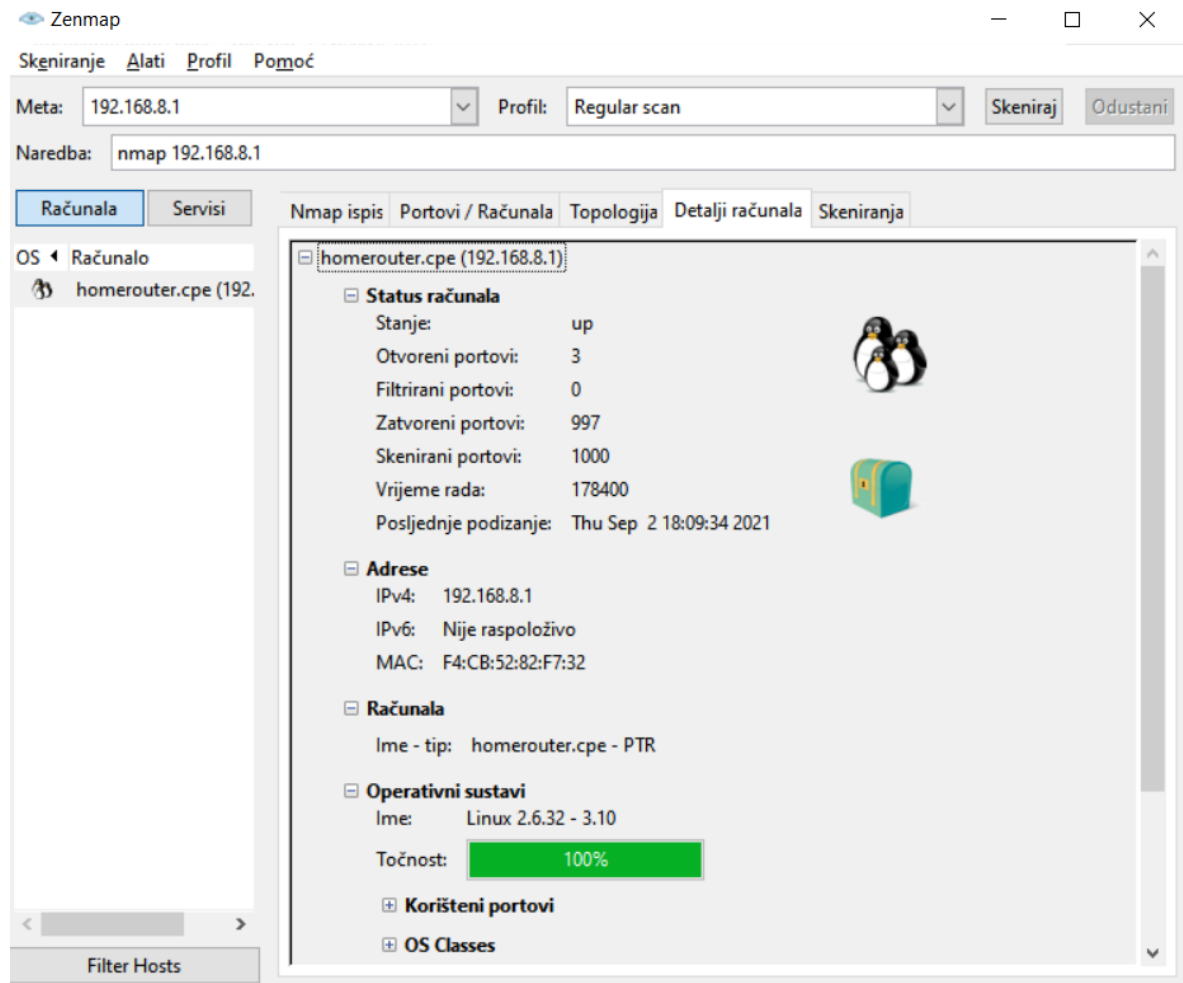 Zenmap
Skeniranje Alati Profil Pomoć
Meta: 192.168.8.1 Profil: Regular scan Skeniraj Odustani
Naredba: nmap 192.168.8.1
Računala Servisi Nmap ispis Portovi / Računala Topologija Detalji računala Skeniranja
OS Računalo
homerouter.cpe (192.
homerouter.cpe (192.168.8.1)
Status računala
Stanje: up
Otvoreni portovi: 3
Filtrirani portovi: 0
Zatvoreni portovi: 997
Skenirani portovi: 1000
Vrijeme rada: 178400
Posljednje podizanje: Thu Sep 2 18:09:34 2021
Adrese
IPv4: 192.168.8.1
IPv6: Nije raspoloživo
MAC: F4:CB:52:82:F7:32
Računala
Ime - tip: homerouter.cpe - PTR
Operativni sustavi
Ime: Linux 2.6.32 - 3.10
Točnost: 100%
Korišteni portovi
OS Classes
Filter Hosts